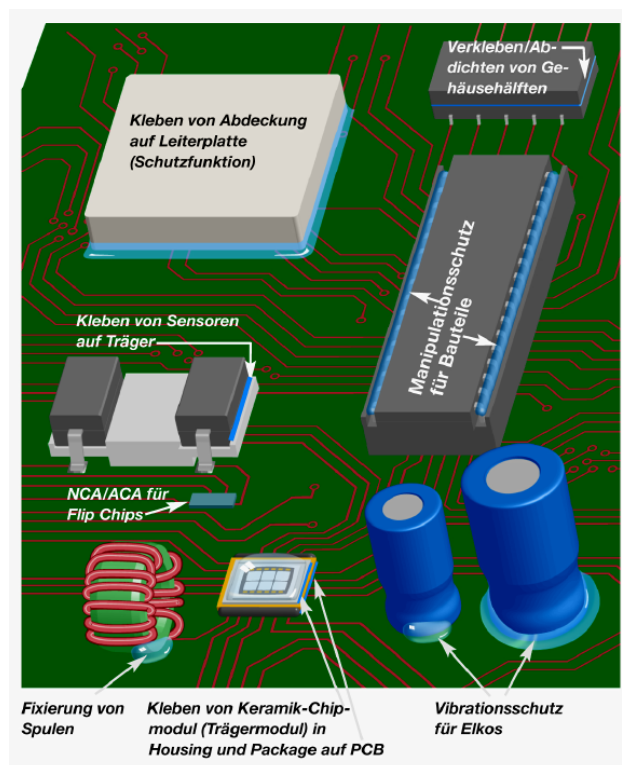 Verkleben/Ab-
dichten von Ge-
häusehälften
Kleben von Abdeckung
auf Leiterplatte
(Schutzfunktion)
Manipulationsschutz
für Bauteile
Kleben von Sensoren
auf Träger
NCA/ACA für
Flip Chips
Fixierung von
Spulen
Kleben von Keramik-Chip-
modul (Trägermodul) in
Housing und Package auf PCB
Vibrationsschutz
für Elkos